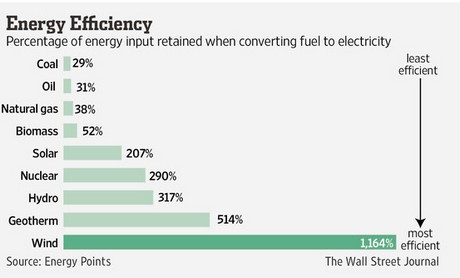 Energy Efficiency
Percentage of energy input retained when converting fuel to electricity
least
efficient
Coal 29%
Oil 31%
Natural gas 38%
Biomass 52%
Solar 207%
Nuclear 290%
Hydro 317%
Geotherm 514%
Wind 1,164%
most
efficient
Source: Energy Points The Wall Street Journal